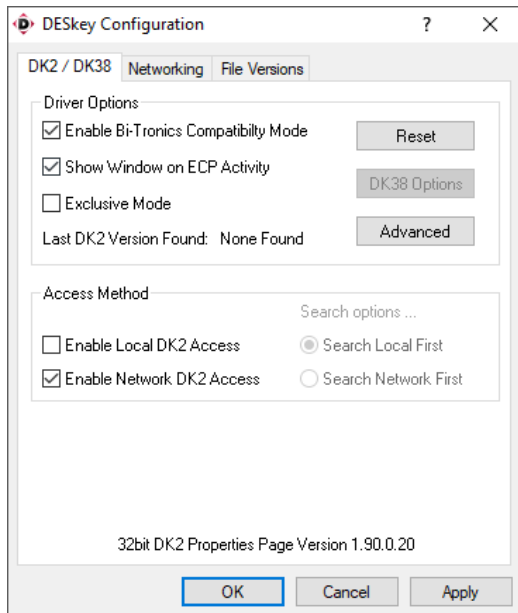 DESkey Configuration
DK2 / DK38
Networking
File Versions
Driver Options
Enable Bi-Tronics Compatibilty Mode
Reset
Show Window on ECP Activity
DK38 Options
Exclusive Mode
Last DK2 Version Found: None Found
Advanced
Access Method
Search options ...
Enable Local DK2 Access
Search Local First
Enable Network DK2 Access
Search Network First
32bit DK2 Properties Page Version 1.90.0.20
OK
Cancel
Apply